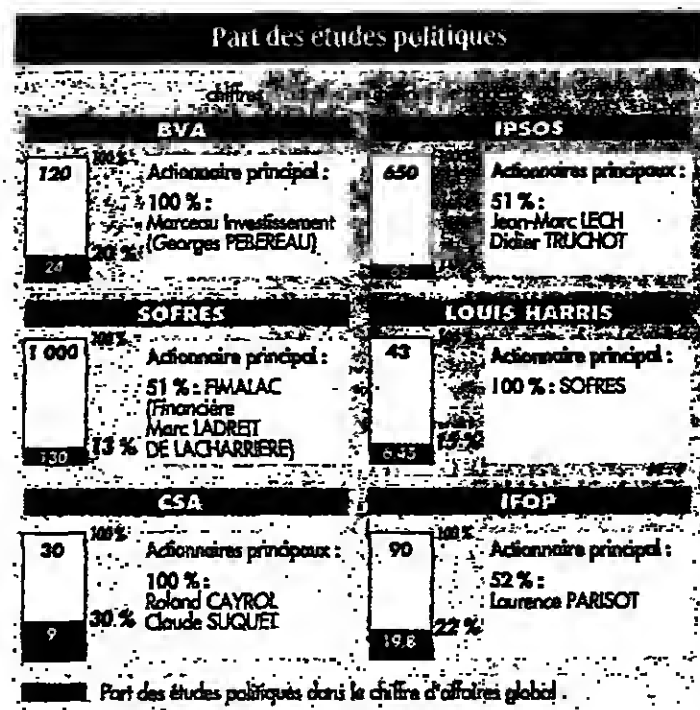 Part des études politiques
chiffres
BVA
120
100 %
20 %
24
Actionnaire principal :
100 % :
Marceau Investissement
(Georges PEBEREAU)
IPSOS
650
Actionnaires principaux :
51 % :
Jean-Marc LECH
Didier TRUCHOT
SOFRES
1 000
100 %
13 %
130
Actionnaire principal :
51 % : FIMALAC
(Financière
Marc LADREIT
DE LACHARRIERE)
LOUIS HARRIS
43
100 %
15 %
6,45
Actionnaire principal :
100 % : SOFRES
CSA
30
100 %
30 %
9
Actionnaires principaux :
100 % :
Roland CAYROL
Claude SUQUET
IFOP
90
100 %
22 %
19,8
Actionnaire principal :
52 % :
Laurence PARISOT
Part des études politiques dans le chiffre d'affaires global